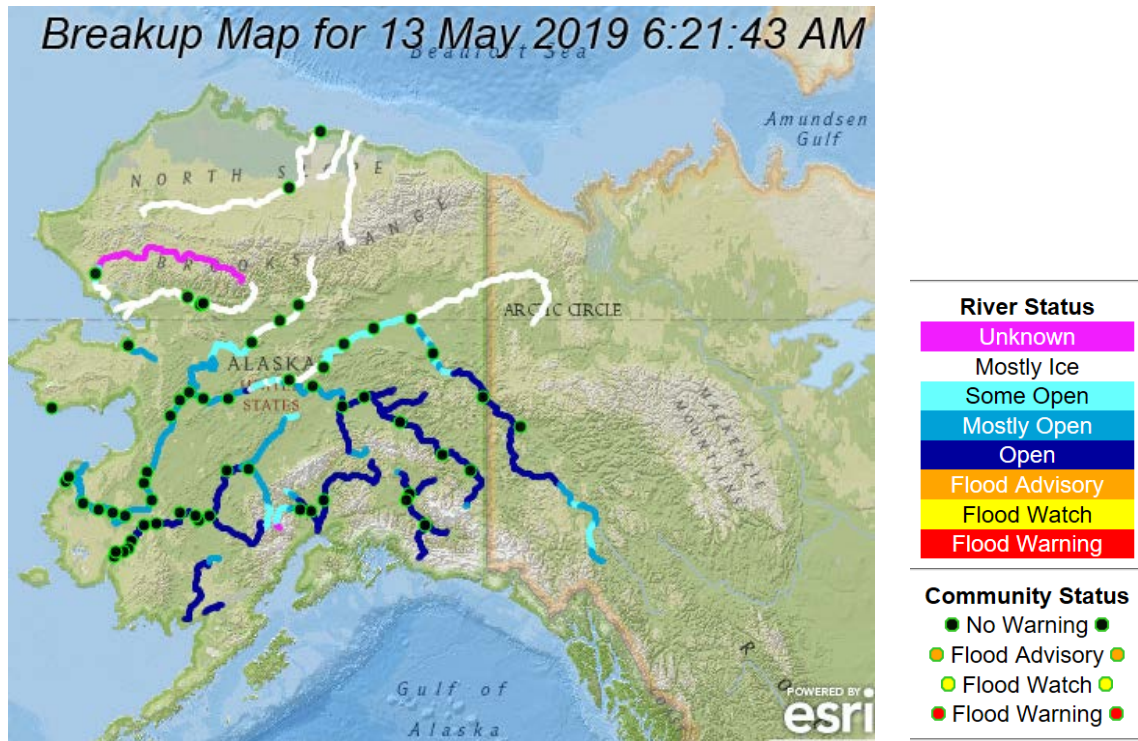 Breakup Map for 13 May 2019 6:21:43 AM
Beaufort Sea
Amundsen
Gulf
NORTH SLOPE
BROOKS RANGE
ARCTIC CIRCLE
ALASKA
UNITED
STATES
MACKENZIE
MOUNTAINS
Gulf of
Alaska
R O
POWERED BY
esri
River Status
Unknown
Mostly Ice
Some Open
Mostly Open
Open
Flood Advisory
Flood Watch
Flood Warning
Community Status
No Warning
Flood Advisory
Flood Watch
Flood Warning